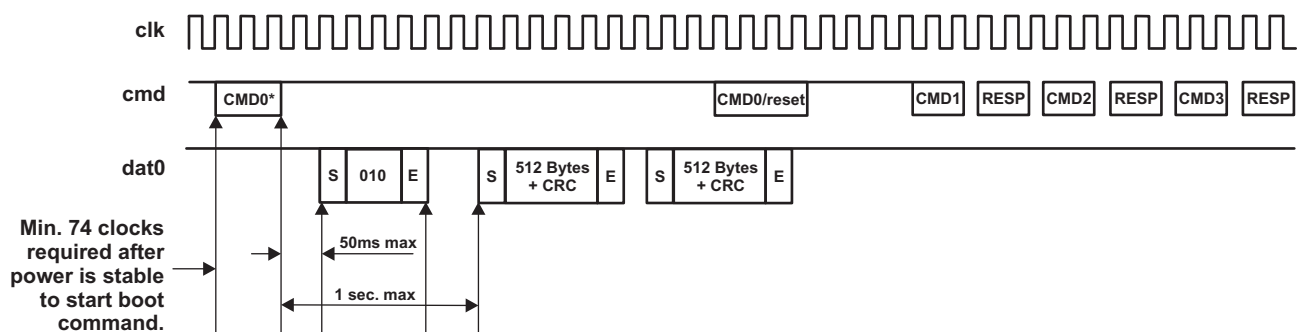 clk
cmd
CMD0*
CMD0/reset
CMD1
RESP
CMD2
RESP
CMD3
RESP
dat0
S
010
E
S
512 Bytes
+ CRC
E
S
512 Bytes
+ CRC
E
Min. 74 clocks
required after
power is stable
to start boot
command.
50ms max
1 sec. max